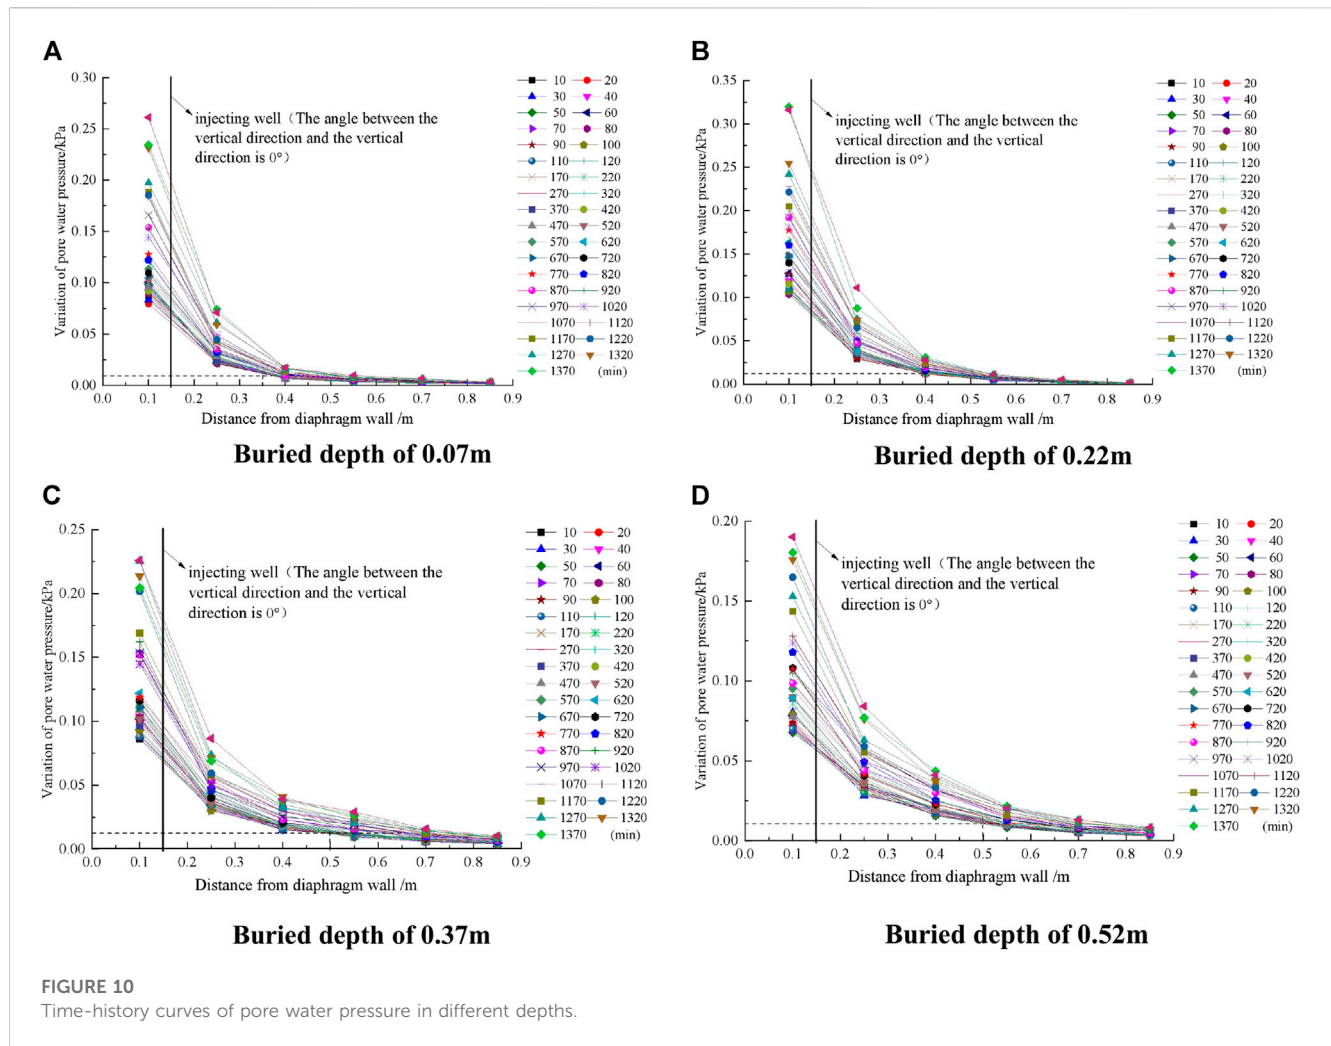 A
0.30
0.25
0.20
0.15
0.10
0.05
0.00
Variation of pore water pressure/kPa
injecting well（The angle between the
vertical direction and the vertical
direction is 0°）
10 20
30 40
50 60
70 80
90 100
110 120
170 220
270 320
370 420
470 520
570 620
670 720
770 820
870 920
970 1020
1070 1120
1170 1220
1270 1320
1370 (min)
0.0 0.1 0.2 0.3 0.4 0.5 0.6 0.7 0.8 0.9
Distance from diaphragm wall /m
Buried depth of 0.07m
B
0.35
0.30
0.25
0.20
0.15
0.10
0.05
0.00
Variation of pore water pressure/kPa
injecting well（The angle between the
vertical direction and the vertical
direction is 0°）
10 20
30 40
50 60
70 80
90 100
110 120
170 220
270 320
370 420
470 520
570 620
670 720
770 820
870 920
970 1020
1070 1120
1170 1220
1270 1320
1370 (min)
0.0 0.1 0.2 0.3 0.4 0.5 0.6 0.7 0.8 0.9
Distance from diaphragm wall /m
Buried depth of 0.22m
C
0.25
0.20
0.15
0.10
0.05
0.00
Variation of pore water pressure/kPa
injecting well（The angle between the
vertical direction and the vertical
direction is 0°）
10 20
30 40
50 60
70 80
90 100
110 120
170 220
270 320
370 420
470 520
570 620
670 720
770 820
870 920
970 1020
1070 1120
1170 1220
1270 1320
1370 (min)
0.0 0.1 0.2 0.3 0.4 0.5 0.6 0.7 0.8 0.9
Distance from diaphragm wall /m
Buried depth of 0.37m
D
0.20
0.15
0.10
0.05
0.00
Variation of pore water pressure/kPa
injecting well（The angle between the
vertical direction and the vertical
direction is 0°）
10 20
30 40
50 60
70 80
90 100
110 120
170 220
270 320
370 420
470 520
570 620
670 720
770 820
870 920
970 1020
1070 1120
1170 1220
1270 1320
1370 (min)
0.0 0.1 0.2 0.3 0.4 0.5 0.6 0.7 0.8 0.9
Distance from diaphragm wall /m
Buried depth of 0.52m
FIGURE 10
Time-history curves of pore water pressure in different depths.